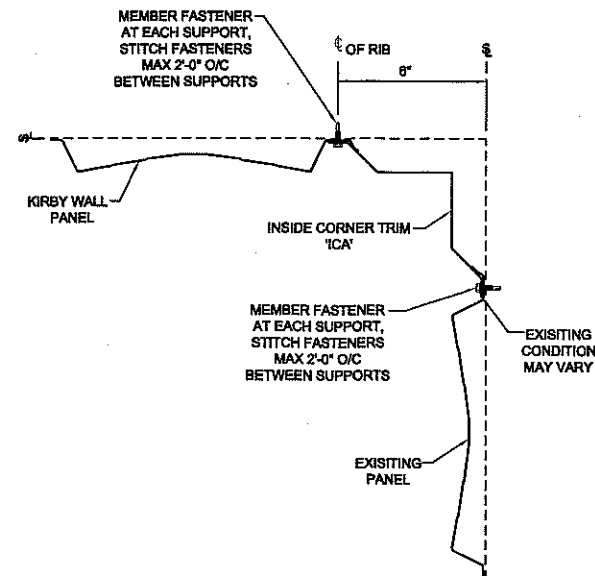 MEMBER FASTENER
AT EACH SUPPORT,
STITCH FASTENERS
MAX 2'-0" O/C
BETWEEN SUPPORTS
℄ OF RIB
6"
KIRBY WALL
PANEL
INSIDE CORNER TRIM
'ICA'
MEMBER FASTENER
AT EACH SUPPORT,
STITCH FASTENERS
MAX 2'-0" O/C
BETWEEN SUPPORTS
EXISITING
CONDITION
MAY VARY
EXISITING
PANEL